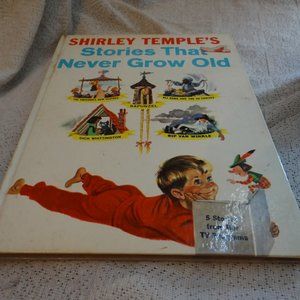 SHIRLEY TEMPLE'S
Stories That
Never Grow Old
RAPUNZEL
DICK WHITTINGTON
RIP VAN WINKLE
5 Stories
from her
TV Programs